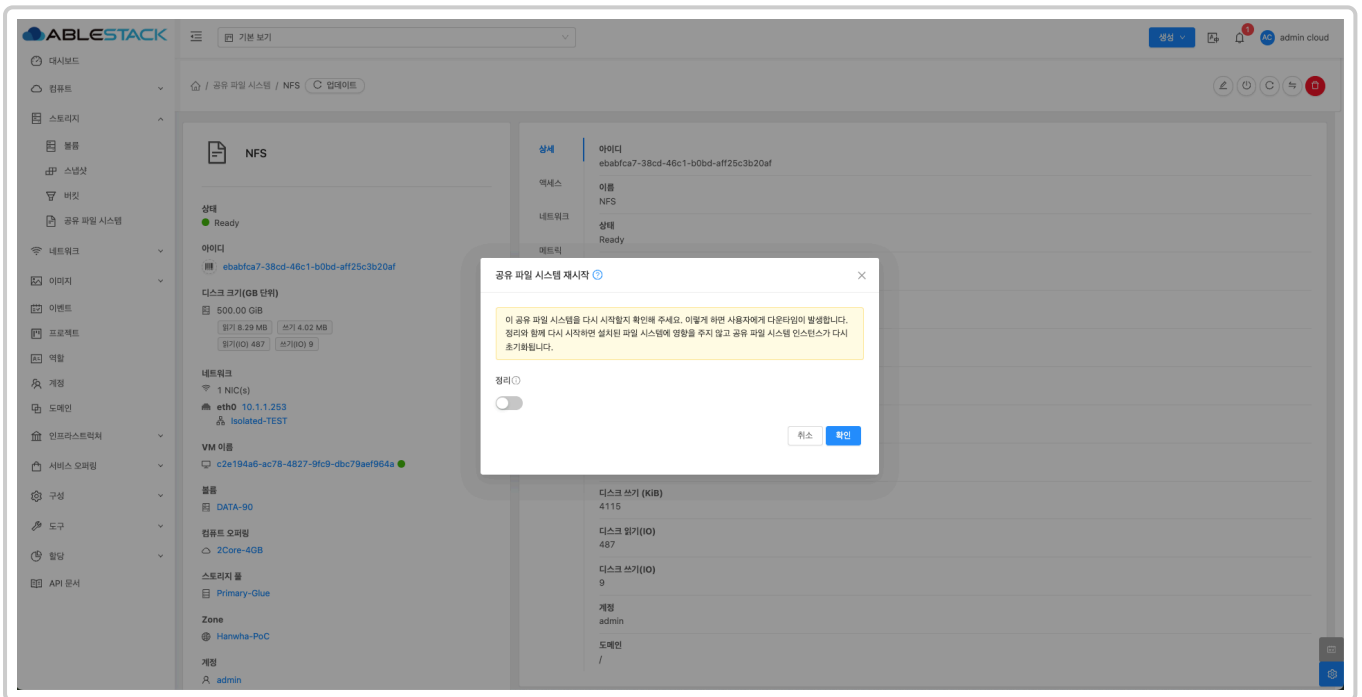 ABLESTACK
기본 보기
생성
1
AC
admin cloud
대시보드
컴퓨트
스토리지
볼륨
스냅샷
버킷
공유 파일 시스템
네트워크
이미지
이벤트
프로젝트
역할
계정
도메인
인프라스트럭쳐
서비스 오퍼링
구성
도구
할당
API 문서
/ 공유 파일 시스템 / NFS
업데이트
NFS
상태
Ready
아이디
ebabfca7-38cd-46c1-b0bd-aff25c3b20af
디스크 크기(GB 단위)
500.00 GiB
읽기 8.29 MB
쓰기 4.02 MB
읽기(IO) 487
쓰기(IO) 9
네트워크
1 NIC(s)
eth0 10.1.1.253
Isolated-TEST
VM 이름
c2e194a6-ac78-4827-9fc9-dbc79aef964a
볼륨
DATA-90
컴퓨트 오퍼링
2Core-4GB
스토리지 풀
Primary-Glue
Zone
Hanwha-PoC
계정
admin
상세
액세스
네트워크
메트릭
아이디
ebabfca7-38cd-46c1-b0bd-aff25c3b20af
이름
NFS
상태
Ready
공유 파일 시스템 재시작
이 공유 파일 시스템을 다시 시작할지 확인해 주세요. 이렇게 하면 사용자에게 다운타임이 발생합니다.
정리와 함께 다시 시작하면 설치된 파일 시스템에 영향을 주지 않고 공유 파일 시스템 인스턴스가 다시
초기화됩니다.
정리
취소
확인
디스크 쓰기 (KiB)
4115
디스크 읽기(IO)
487
디스크 쓰기(IO)
9
계정
admin
도메인
/